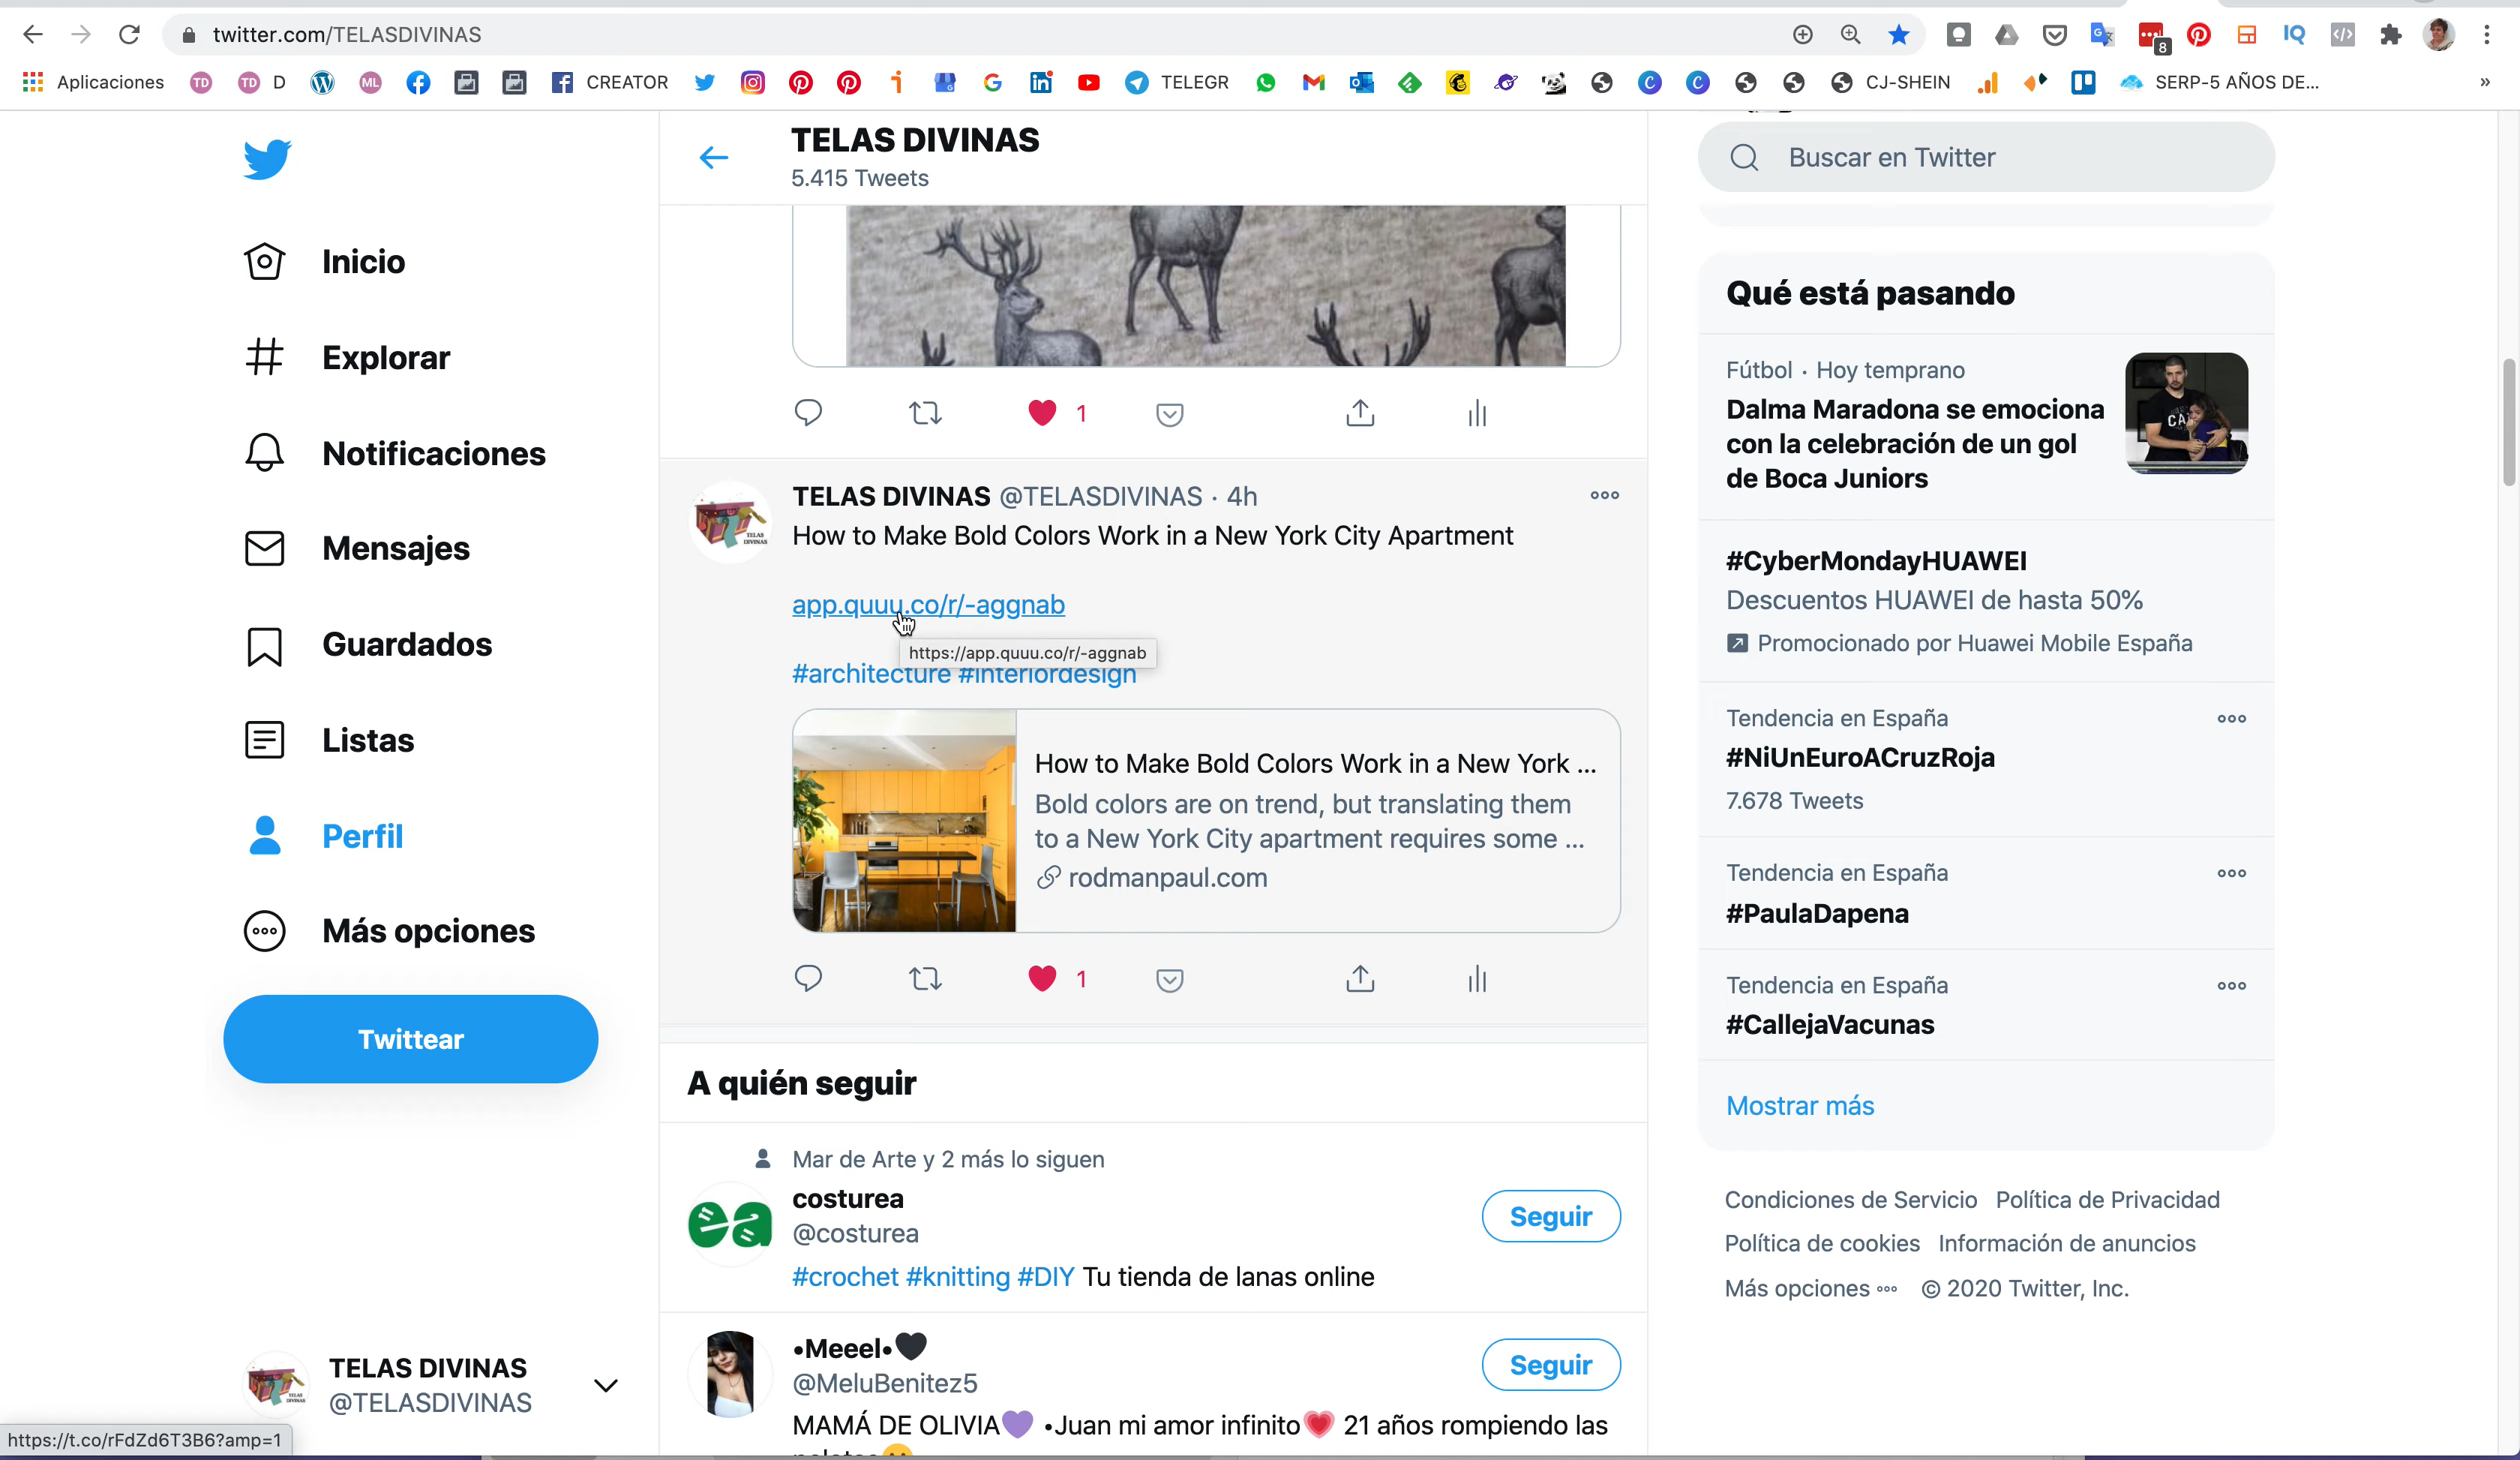 twitter.com/TELASDIVINAS
8
Aplicaciones
TD
TD D
ML
CREATOR
TELEGR
CJ-SHEIN
SERP-5 AÑOS DE...
»
TELAS DIVINAS
5.415 Tweets
Inicio
Explorar
Notificaciones
Mensajes
Guardados
Listas
Perfil
Más opciones
Twittear
TELAS DIVINAS
@TELASDIVINAS
https://t.co/rFdZd6T3B6?amp=1
1
TELAS DIVINAS @TELASDIVINAS · 4h
How to Make Bold Colors Work in a New York City Apartment
app.quuu.co/r/-aggnab
https://app.quuu.co/r/-aggnab
#architecture #interiordesign
How to Make Bold Colors Work in a New York ...
Bold colors are on trend, but translating them
to a New York City apartment requires some ...
rodmanpaul.com
1
A quién seguir
Mar de Arte y 2 más lo siguen
costurea
@costurea
Seguir
#crochet #knitting #DIY Tu tienda de lanas online
•Meeel•🖤
@MeluBenitez5
Seguir
MAMÁ DE OLIVIA💜 •Juan mi amor infinito💗 21 años rompiendo las
Buscar en Twitter
Qué está pasando
Fútbol · Hoy temprano
Dalma Maradona se emociona
con la celebración de un gol
de Boca Juniors
#CyberMondayHUAWEI
Descuentos HUAWEI de hasta 50%
Promocionado por Huawei Mobile España
Tendencia en España
#NiUnEuroACruzRoja
7.678 Tweets
Tendencia en España
#PaulaDapena
Tendencia en España
#CallejaVacunas
Mostrar más
Condiciones de Servicio Política de Privacidad
Política de cookies Información de anuncios
Más opciones © 2020 Twitter, Inc.